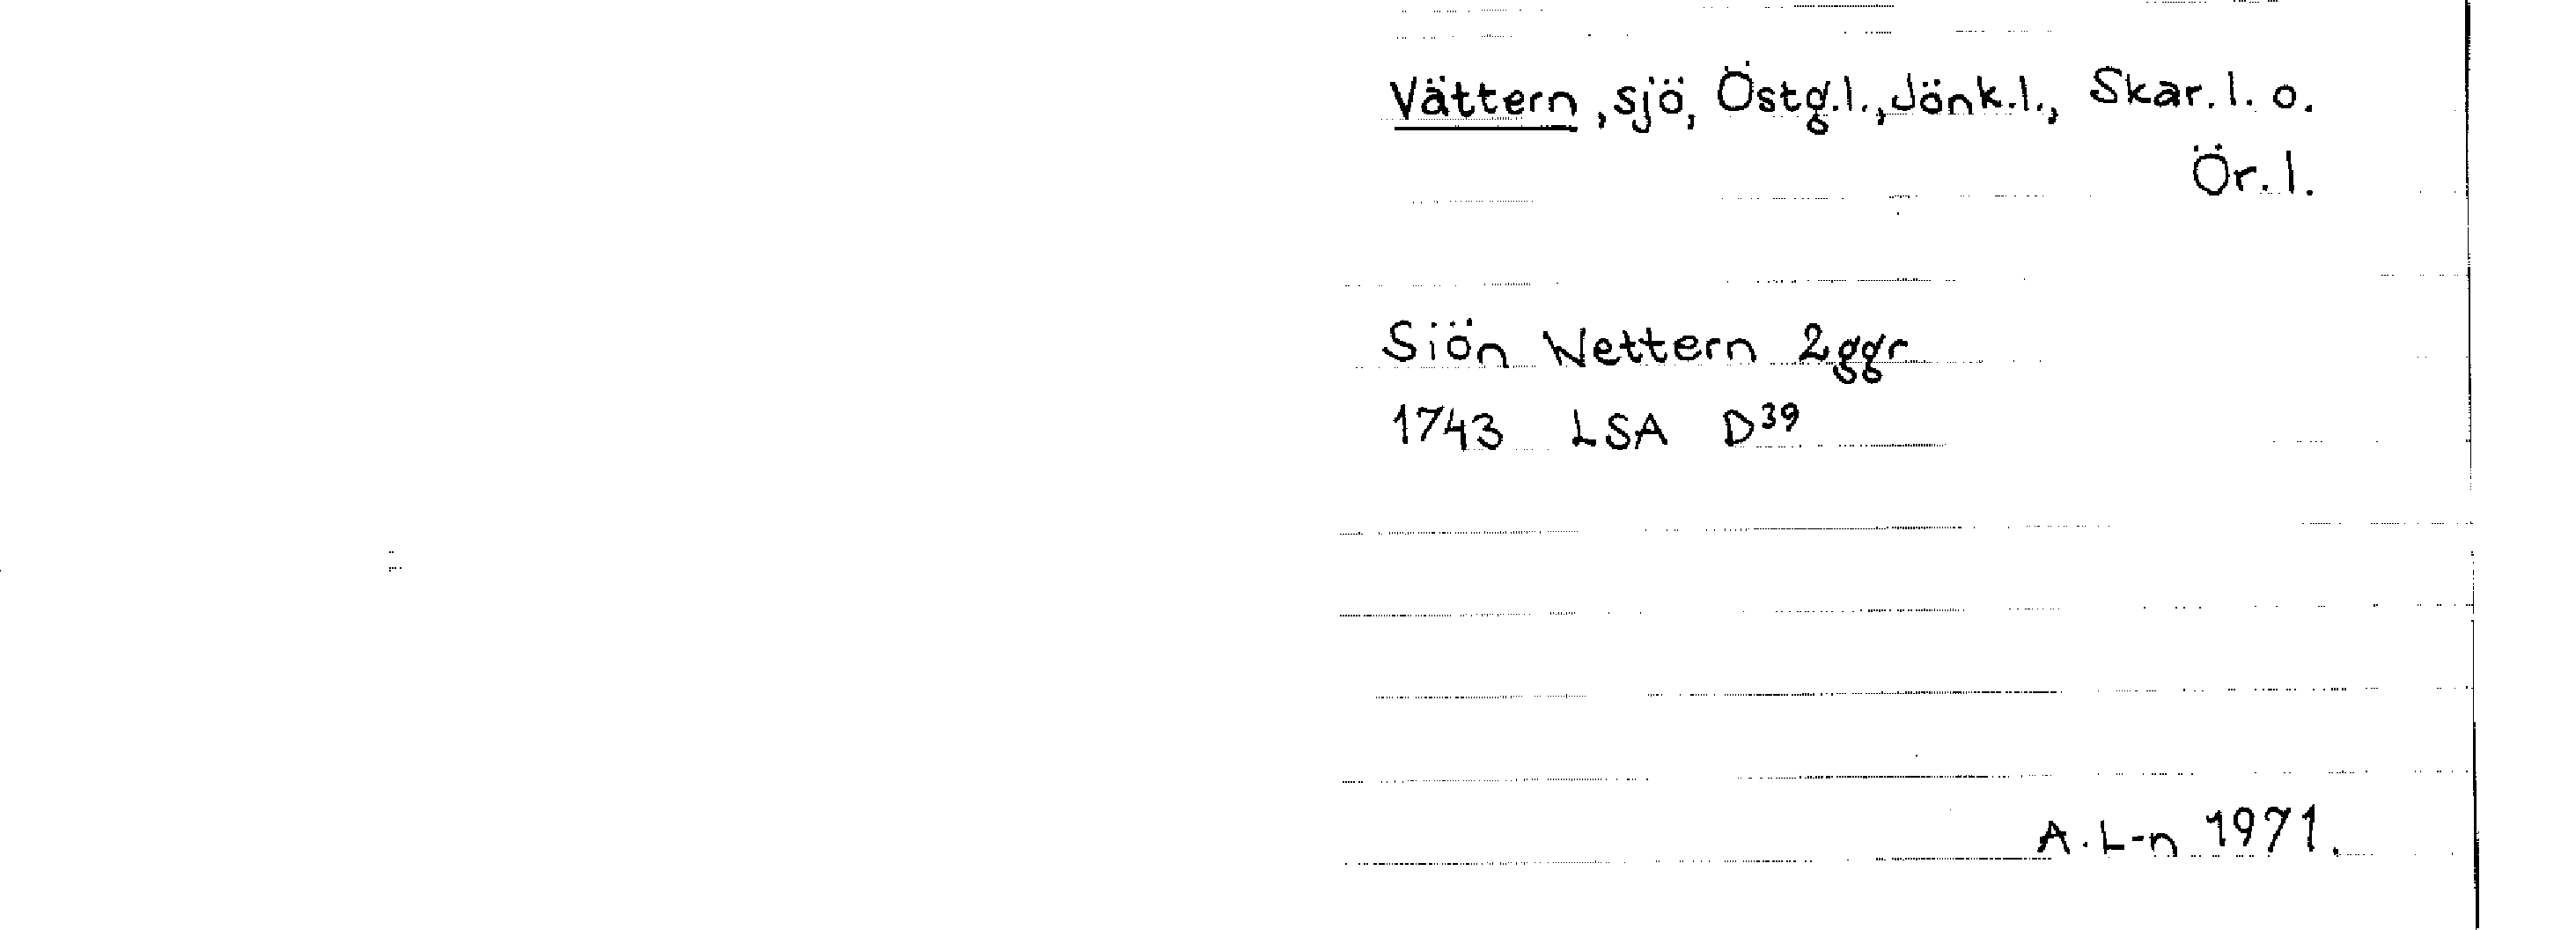 Vättern, sjö, Östg.l., Jönk.l., Skar.l. o.
Ör.l.
Siön Wettern 2ggr
1743 LSA D³⁹
A.L-n 1971.